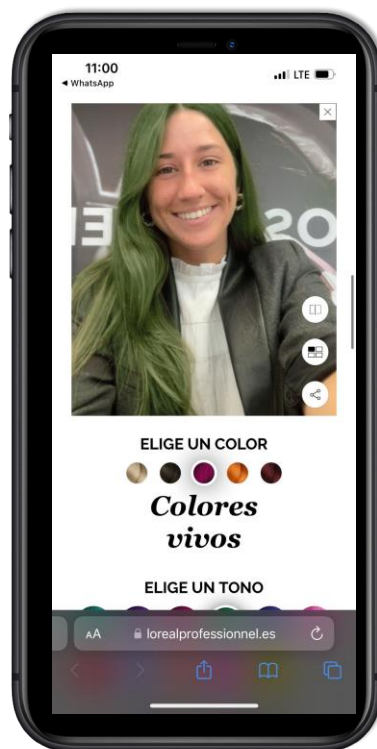 11:00
LTE
◄ WhatsApp
ELIGE UN COLOR
Colores
vivos
ELIGE UN TONO
AA lorealprofessionnel.es